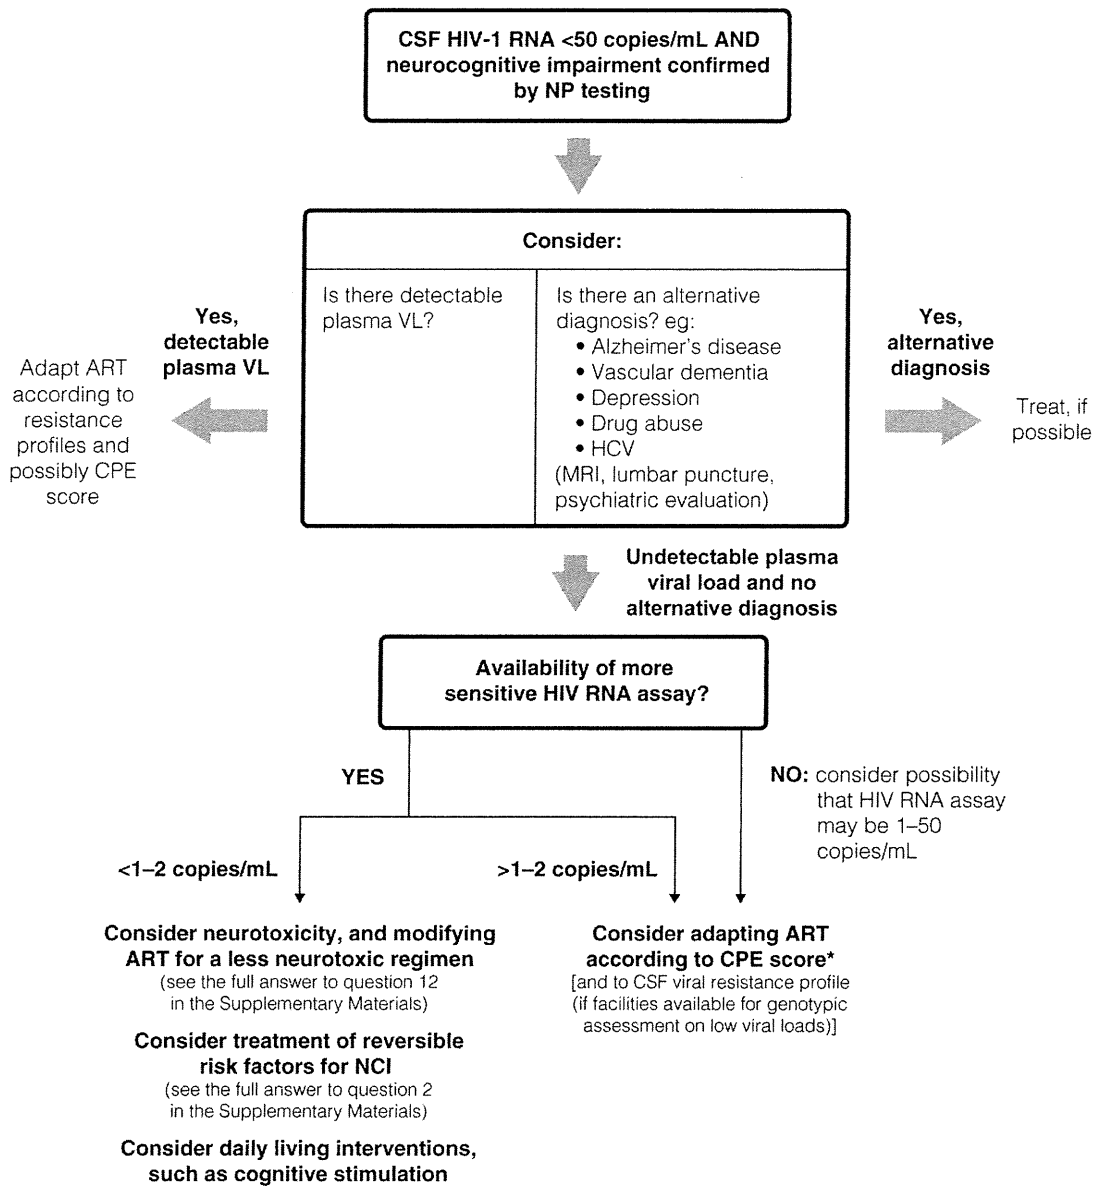 CSF HIV-1 RNA <50 copies/mL AND
neurocognitive impairment confirmed
by NP testing
Consider:
Is there detectable
plasma VL?
Is there an alternative
diagnosis? eg:
• Alzheimer's disease
• Vascular dementia
• Depression
• Drug abuse
• HCV
(MRI, lumbar puncture,
psychiatric evaluation)
Yes,
detectable
plasma VL
Adapt ART
according to
resistance
profiles and
possibly CPE
score
Yes,
alternative
diagnosis
Treat, if
possible
Undetectable plasma
viral load and no
alternative diagnosis
Availability of more
sensitive HIV RNA assay?
YES
NO: consider possibility
that HIV RNA assay
may be 1–50
copies/mL
<1–2 copies/mL
>1–2 copies/mL
Consider neurotoxicity, and modifying
ART for a less neurotoxic regimen
(see the full answer to question 12
in the Supplementary Materials)
Consider treatment of reversible
risk factors for NCI
(see the full answer to question 2
in the Supplementary Materials)
Consider daily living interventions,
such as cognitive stimulation
Consider adapting ART
according to CPE score*
[and to CSF viral resistance profile
(if facilities available for genotypic
assessment on low viral loads)]